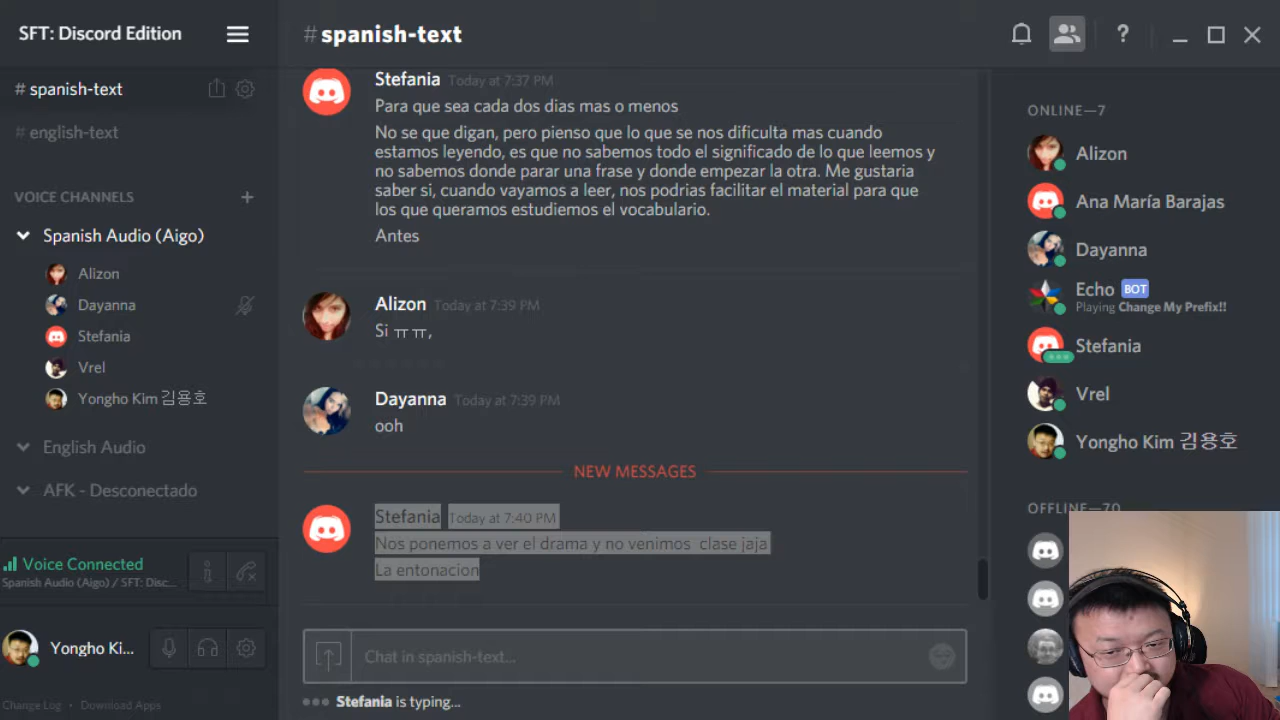 SFT: Discord Edition
# spanish-text
# english-text
VOICE CHANNELS
Spanish Audio (Aigo)
Alizon
Dayanna
Stefania
Vrel
Yongho Kim 김용호
English Audio
AFK - Desconectado
Voice Connected
Spanish Audio (Aigo) / SFT: Disc...
Yongho Ki...
Change Log • Download Apps
# spanish-text
Stefania Today at 7:37 PM
Para que sea cada dos dias mas o menos
No se que digan, pero pienso que lo que se nos dificulta mas cuando
estamos leyendo, es que no sabemos todo el significado de lo que leemos y
no sabemos donde parar una frase y donde empezar la otra. Me gustaria
saber si, cuando vayamos a leer, nos podrias facilitar el material para que
los que queramos estudiemos el vocabulario.
Antes
Alizon Today at 7:39 PM
Si ㅠㅠ,
Dayanna Today at 7:39 PM
ooh
NEW MESSAGES
Stefania Today at 7:40 PM
Nos ponemos a ver el drama y no venimos clase jaja
La entonacion
Chat in spanish-text...
Stefania is typing...
ONLINE—7
Alizon
Ana María Barajas
Dayanna
Echo BOT
Playing Change My Prefix!!
Stefania
Vrel
Yongho Kim 김용호
OFFLINE—70